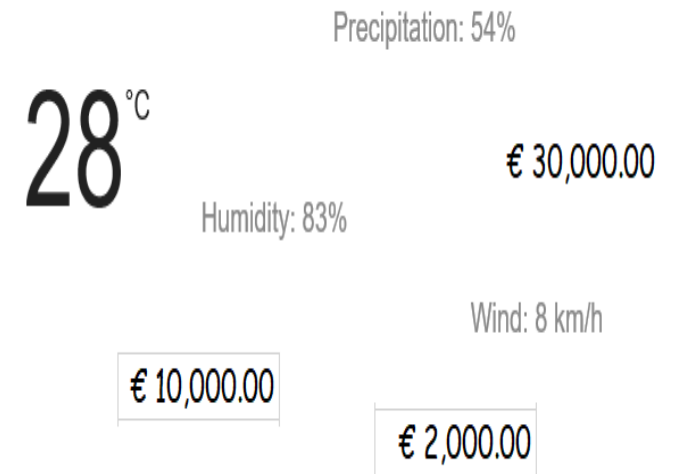 Precipitation: 54%
28°C
€ 30,000.00
Humidity: 83%
Wind: 8 km/h
€ 10,000.00
€ 2,000.00